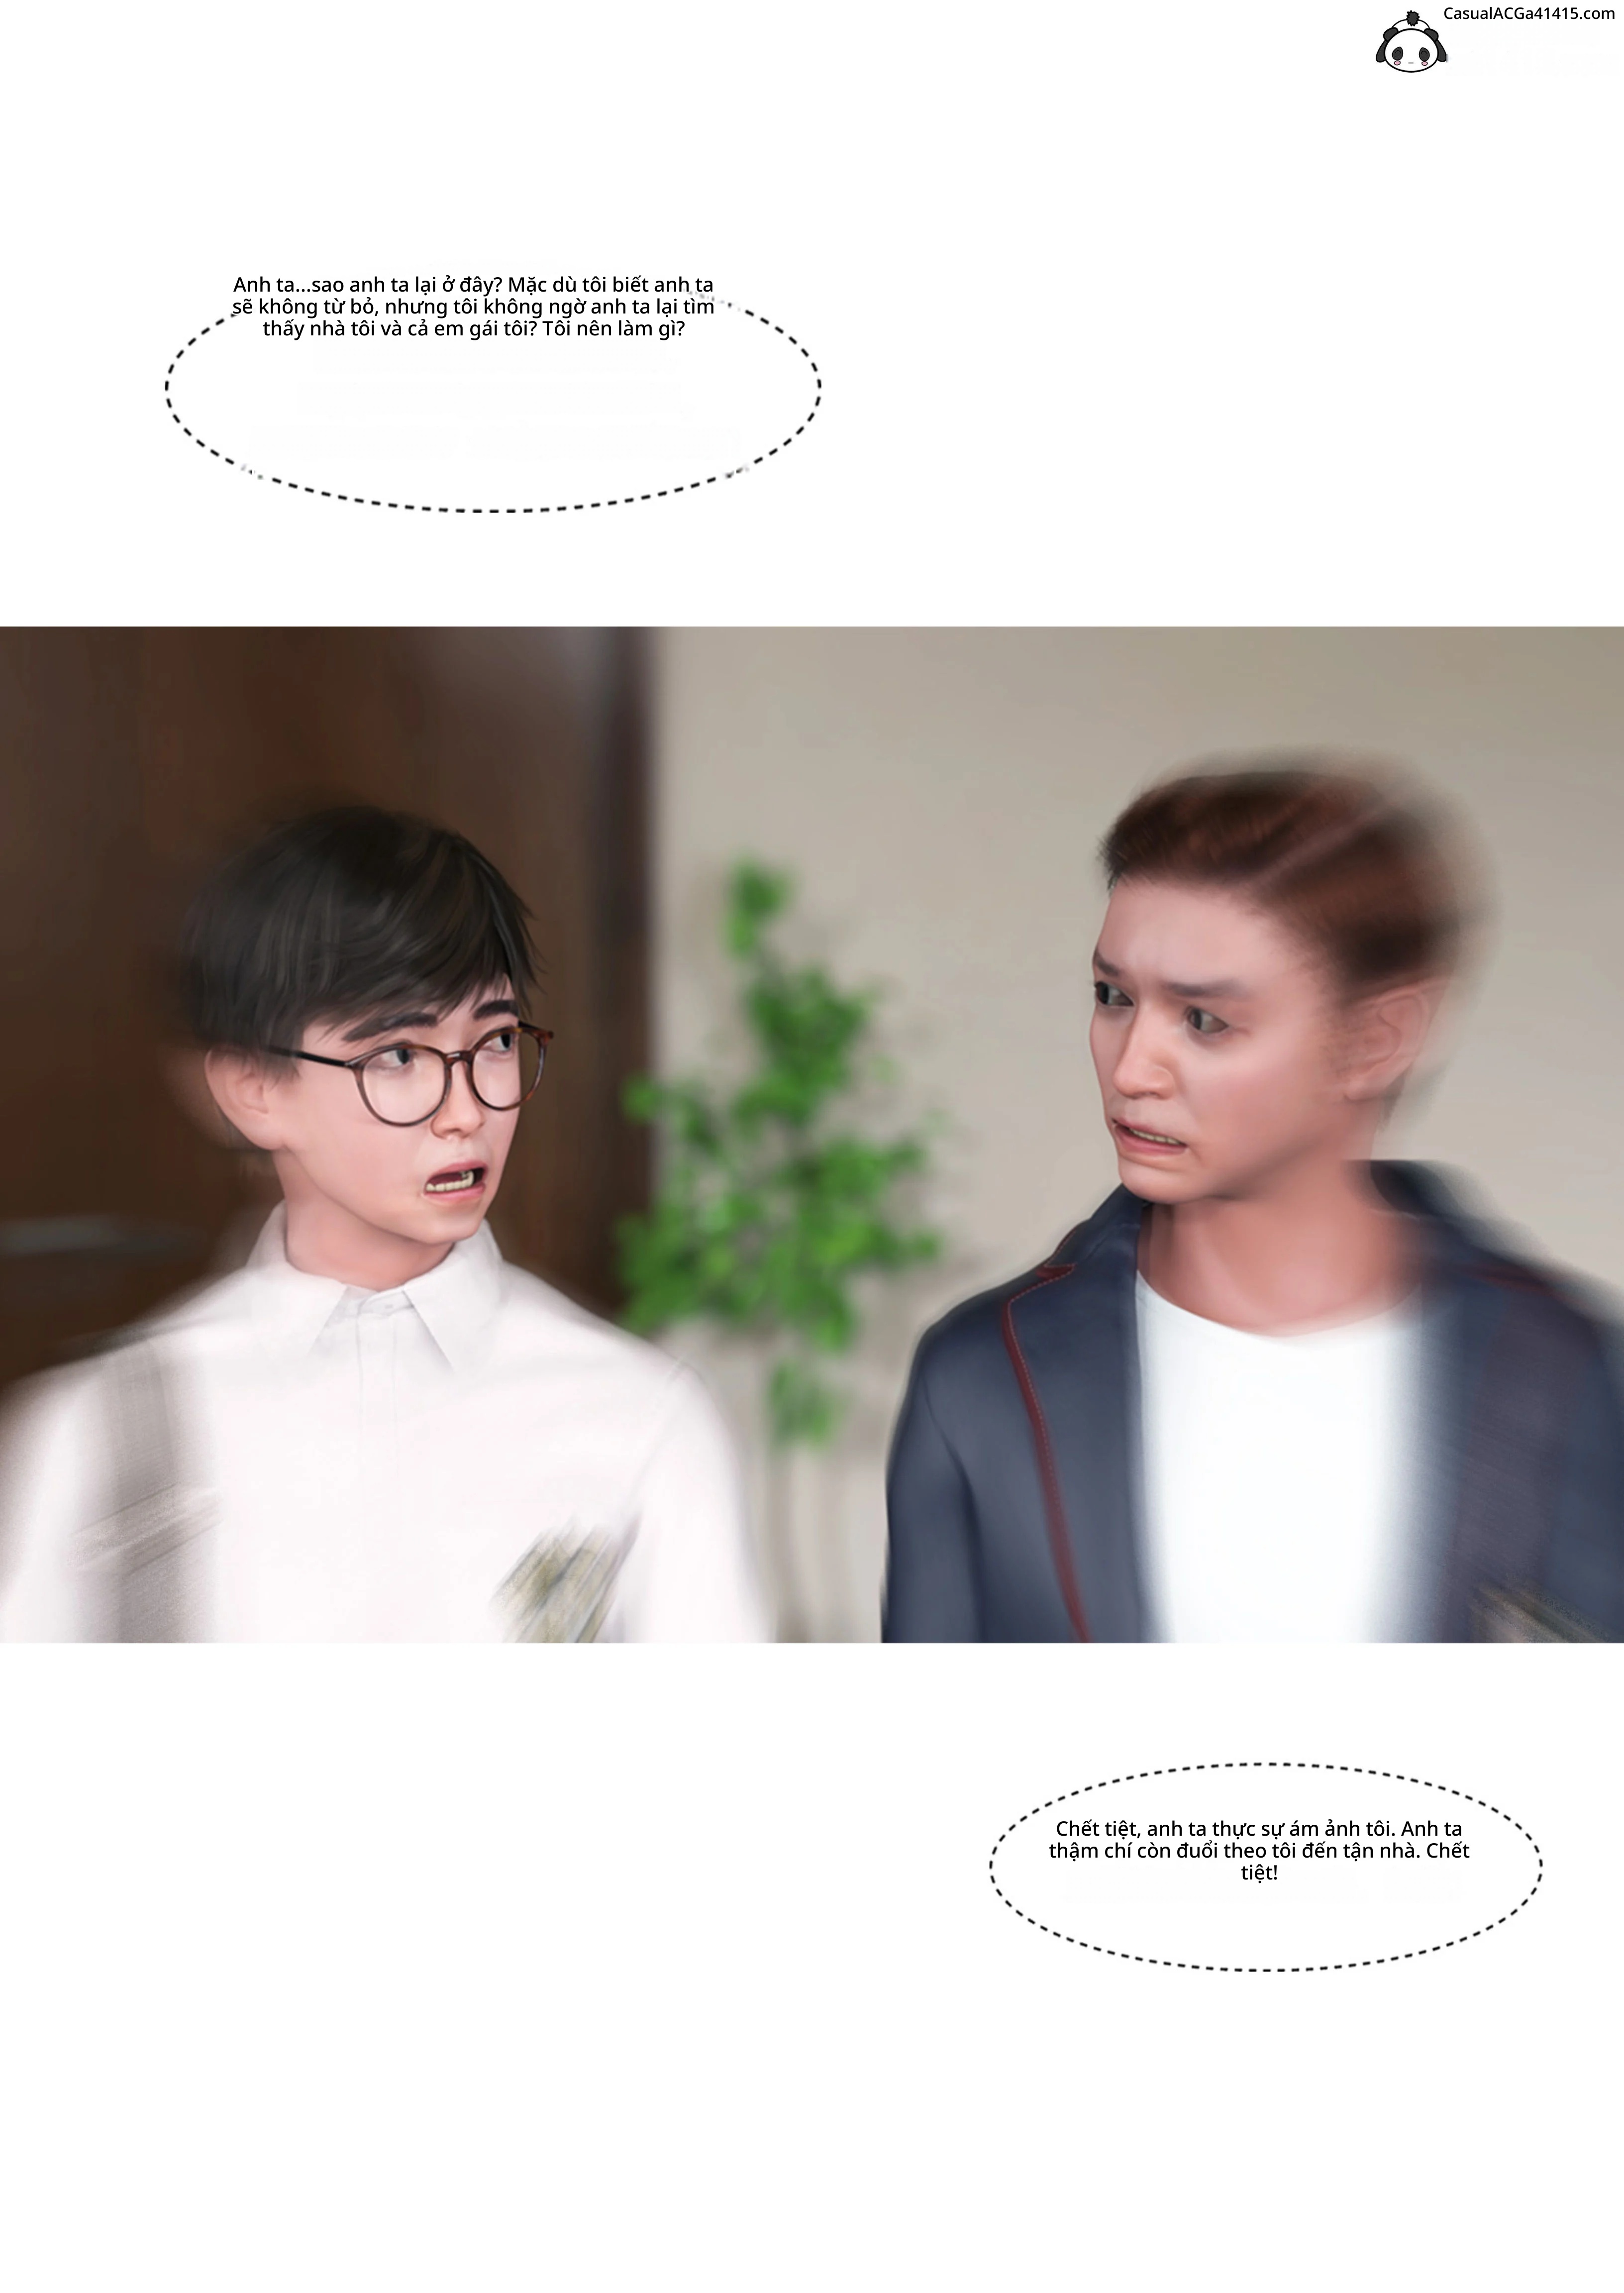 CasualACGa41415.com
Anh ta...sao anh ta lại ở đây? Mặc dù tôi biết anh ta
sẽ không từ bỏ, nhưng tôi không ngờ anh ta lại tìm
thấy nhà tôi và cả em gái tôi? Tôi nên làm gì?
Chết tiệt, anh ta thực sự ám ảnh tôi. Anh ta
thậm chí còn đuổi theo tôi đến tận nhà. Chết
tiệt!